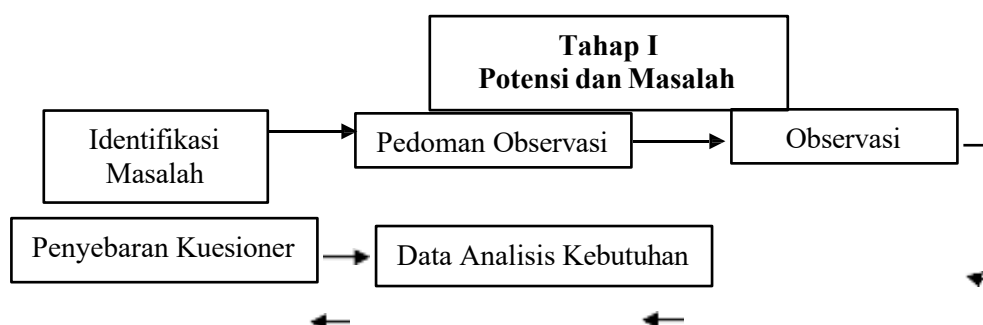 Tahap I
Potensi dan Masalah
Identifikasi
Masalah
Pedoman Observasi
Observasi
Penyebaran Kuesioner
Data Analisis Kebutuhan